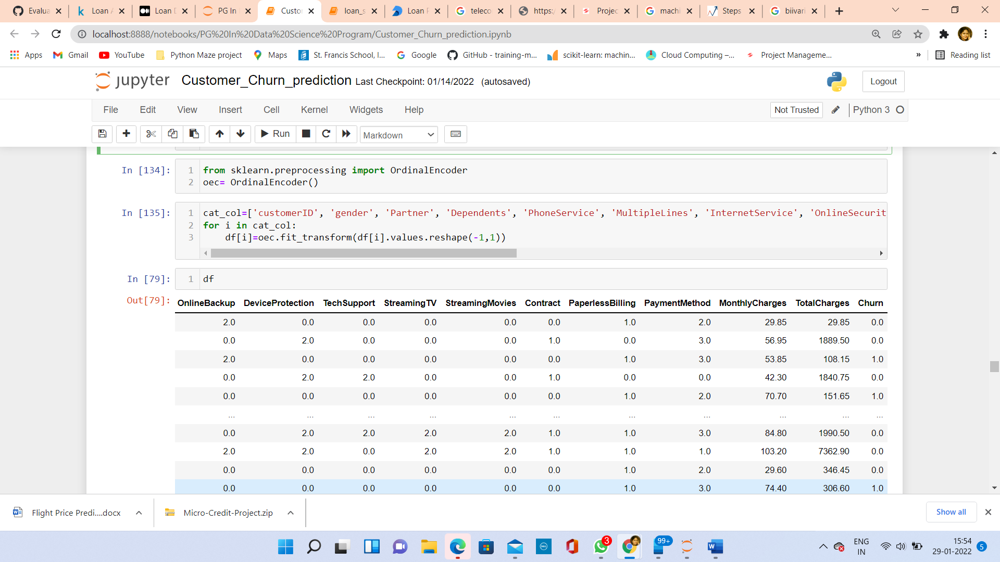 Evalua
Loan A
Loan D
PG In
Custor
loan_s
Loan P
teleco
https:/
Projec
machi
Steps
biivari
localhost:8888/notebooks/PG%20In%20Data%20Science%20Program/Customer_Churn_prediction.ipynb
Apps
Gmail
YouTube
Python Maze project
Maps
St. Francis School, I...
Google
GitHub - training-m...
scikit-learn: machin...
Cloud Computing –...
Project Manageme...
»
Reading list
jupyter Customer_Churn_prediction Last Checkpoint: 01/14/2022 (autosaved)
Logout
File Edit View Insert Cell Kernel Widgets Help
Not Trusted
Python 3
Run
Markdown
In [134]:
1 from sklearn.preprocessing import OrdinalEncoder
2 oec= OrdinalEncoder()
In [135]:
1 cat_col=['customerID', 'gender', 'Partner', 'Dependents', 'PhoneService', 'MultipleLines', 'InternetService', 'OnlineSecurit
2 for i in cat_col:
3 df[i]=oec.fit_transform(df[i].values.reshape(-1,1))
In [79]:
1 df
Out[79]:
OnlineBackup DeviceProtection TechSupport StreamingTV StreamingMovies Contract PaperlessBilling PaymentMethod MonthlyCharges TotalCharges Churn
2.0 0.0 0.0 0.0 0.0 0.0 1.0 2.0 29.85 29.85 0.0
0.0 2.0 0.0 0.0 0.0 1.0 0.0 3.0 56.95 1889.50 0.0
2.0 0.0 0.0 0.0 0.0 0.0 1.0 3.0 53.85 108.15 1.0
0.0 2.0 2.0 0.0 0.0 1.0 0.0 0.0 42.30 1840.75 0.0
0.0 0.0 0.0 0.0 0.0 0.0 1.0 2.0 70.70 151.65 1.0
... ... ... ... ... ... ... ... ... ... ...
0.0 2.0 2.0 2.0 2.0 1.0 1.0 3.0 84.80 1990.50 0.0
2.0 2.0 0.0 2.0 2.0 1.0 1.0 1.0 103.20 7362.90 0.0
0.0 0.0 0.0 0.0 0.0 0.0 1.0 2.0 29.60 346.45 0.0
0.0 0.0 0.0 0.0 0.0 0.0 1.0 3.0 74.40 306.60 1.0
Flight Price Predi....docx
Micro-Credit-Project.zip
Show all
3
99+
ENG
IN
15:54
29-01-2022
5